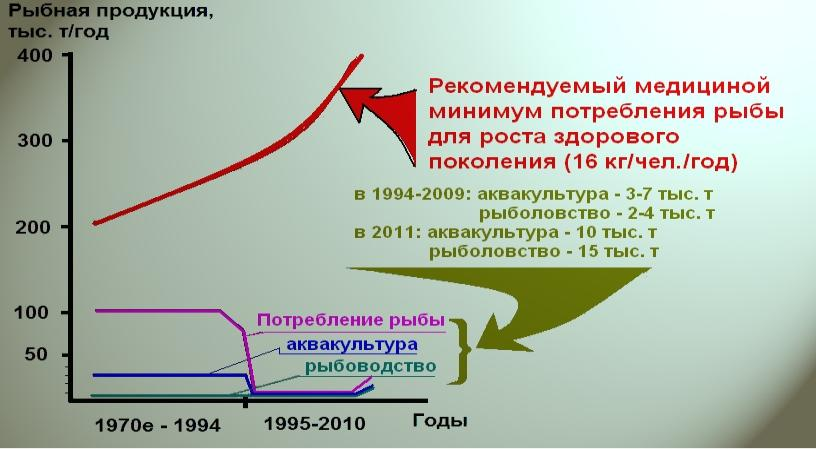 Рыбная продукция,
тыс. т/год
400
300
200
100
50
Рекомендуемый медициной
минимум потребления рыбы
для роста здорового
поколения (16 кг/чел./год)
в 1994-2009: аквакультура - 3-7 тыс. т
рыболовство - 2-4 тыс. т
в 2011: аквакультура - 10 тыс. т
рыболовство - 15 тыс. т
Потребление рыбы
аквакультура
рыбоводство
1970е - 1994
1995-2010
Годы